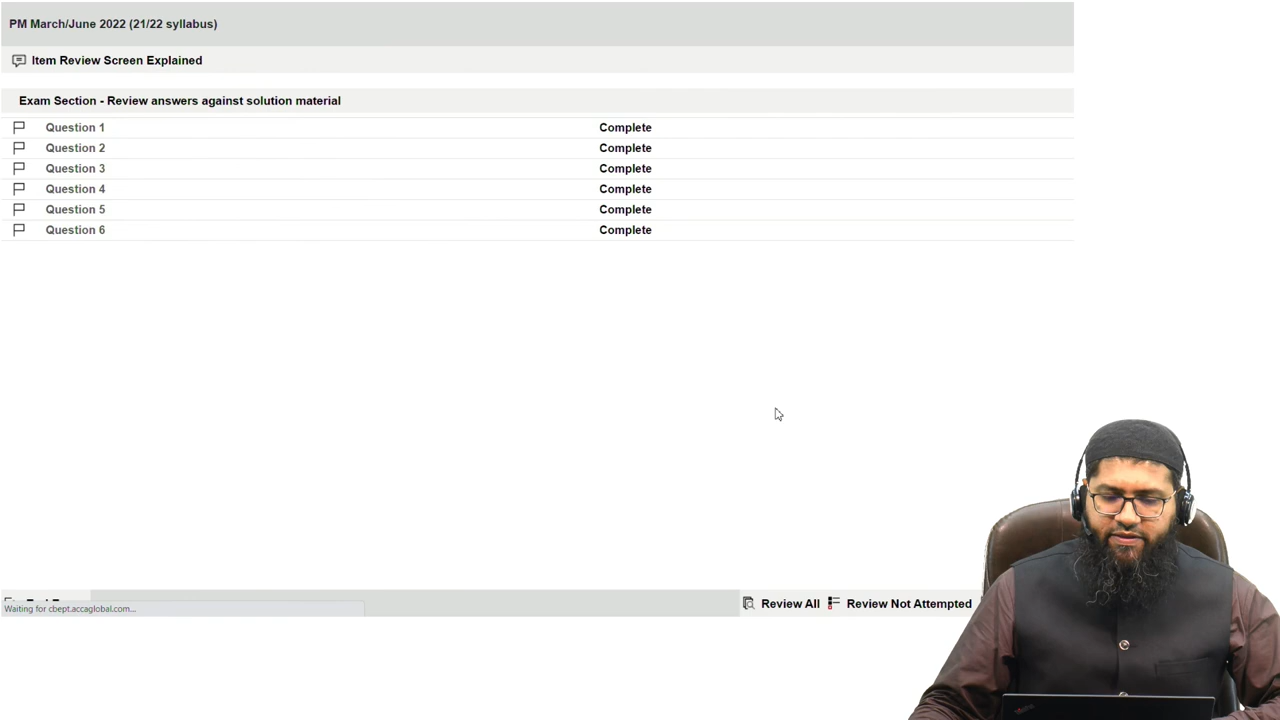 PM March/June 2022 (21/22 syllabus)
Item Review Screen Explained
Exam Section - Review answers against solution material
Question 1 Complete
Question 2 Complete
Question 3 Complete
Question 4 Complete
Question 5 Complete
Question 6 Complete
Waiting for cbept.accaglobal.com...
Review All Review Not Attempted